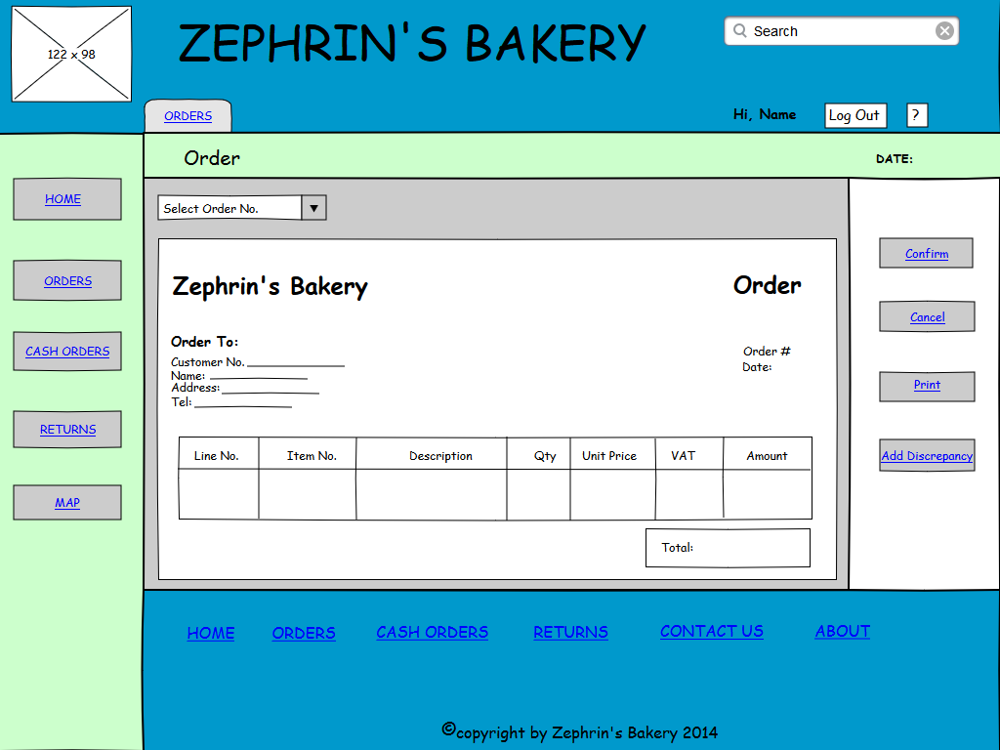 122 x 98
ZEPHRIN'S BAKERY
Search
ORDERS
Hi, Name
Log Out
?
Order
DATE:
HOME
ORDERS
CASH ORDERS
RETURNS
MAP
Select Order No.
Zephrin's Bakery
Order
Order To:
Customer No.
Name:
Address:
Tel:
Order #
Date:
Line No. Item No. Description Qty Unit Price VAT Amount
Total:
Confirm
Cancel
Print
Add Discrepancy
HOME ORDERS CASH ORDERS RETURNS CONTACT US ABOUT
©copyright by Zephrin's Bakery 2014